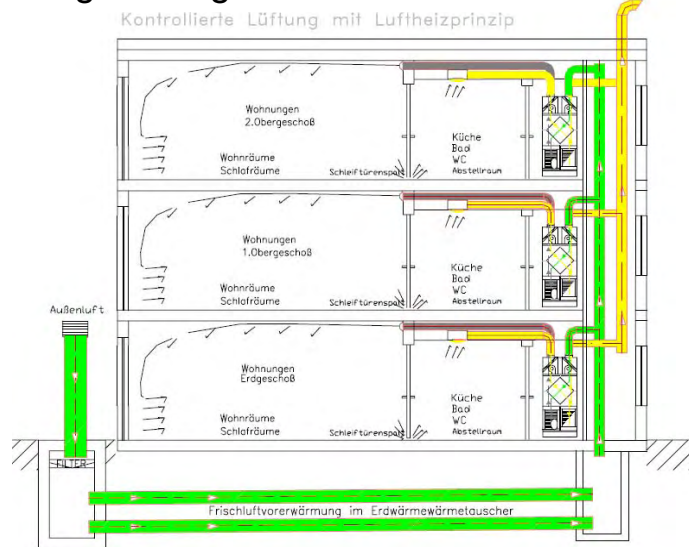 Kontrollierte Lüftung mit Luftheizprinzip
Wohnungen
2.Obergeschoß
Küche
Bad
WC
Abstellraum
Wohnräume
Schlafräume
Schleiftürenspalt
Wohnungen
1.Obergeschoß
Küche
Bad
WC
Abstellraum
Wohnräume
Schlafräume
Schleiftürenspalt
Außenluft
Wohnungen
Erdgeschoß
Küche
Bad
WC
Abstellraum
Wohnräume
Schlafräume
Schleiftürenspalt
FILTER
Frischluftvorerwärmung im Erdwärmewärmetauscher